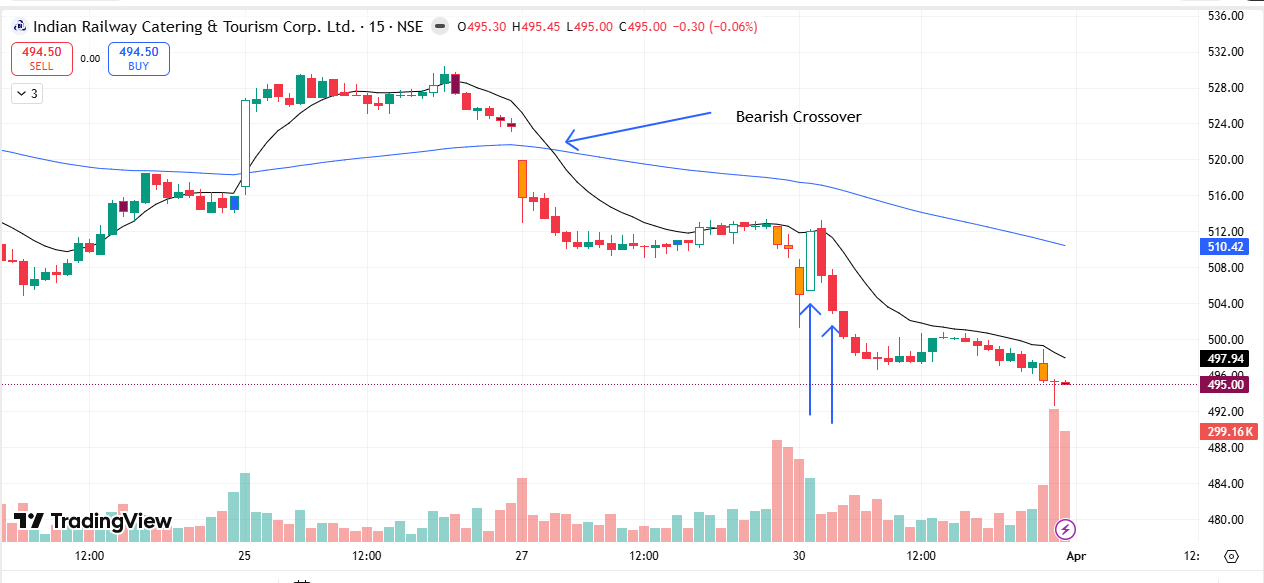 Indian Railway Catering & Tourism Corp. Ltd. · 15 · NSE O495.30 H495.45 L495.00 C495.00 −0.30 (−0.06%)
494.50 SELL
0.00
494.50 BUY
3
Bearish Crossover
536.00
532.00
528.00
524.00
520.00
516.00
512.00
510.42
508.00
504.00
500.00
497.94
496.00
495.00
492.00
299.16K
488.00
484.00
480.00
TradingView
12:00 25 12:00 27 12:00 30 12:00 Apr 12: